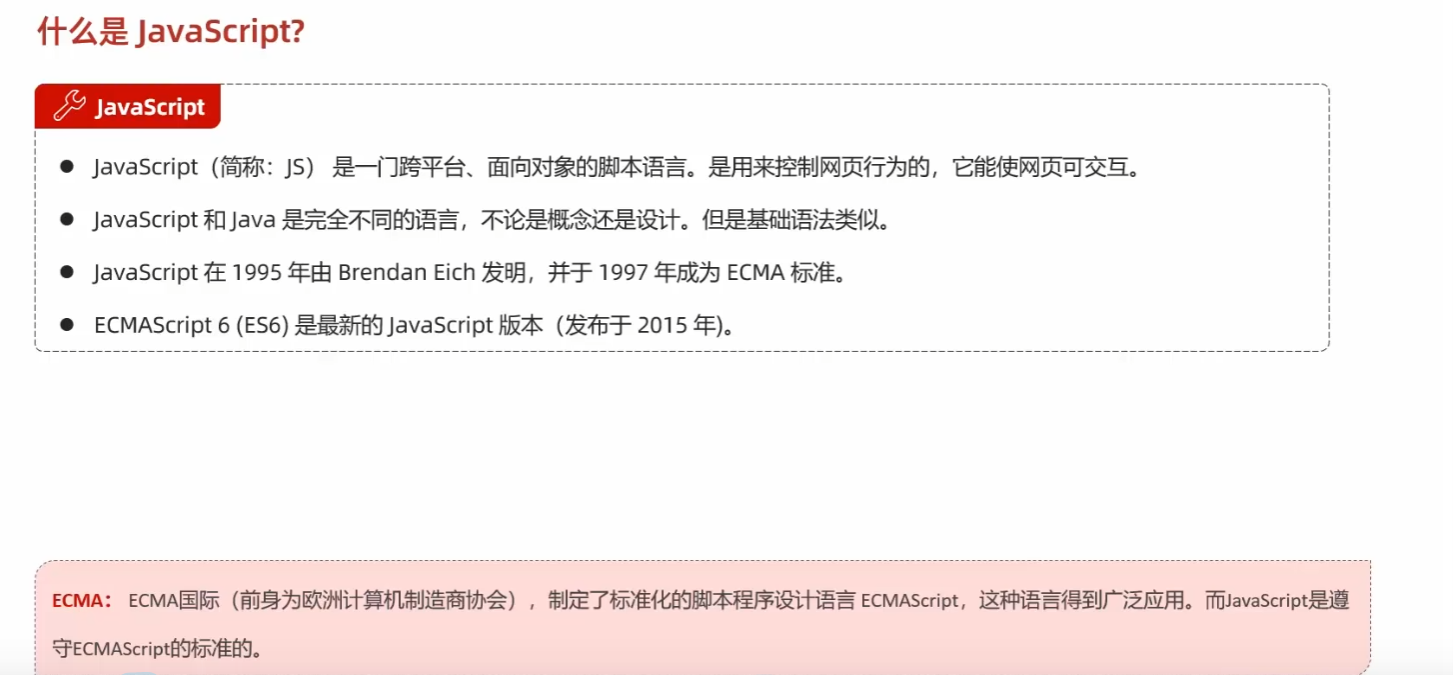 什么是 JavaScript?
JavaScript
JavaScript（简称：JS） 是一门跨平台、面向对象的脚本语言。是用来控制网页行为的，它能使网页可交互。
JavaScript 和 Java 是完全不同的语言，不论是概念还是设计。但是基础语法类似。
JavaScript 在 1995 年由 Brendan Eich 发明，并于 1997 年成为 ECMA 标准。
ECMAScript 6 (ES6) 是最新的 JavaScript 版本（发布于 2015 年)。
ECMA： ECMA国际（前身为欧洲计算机制造商协会），制定了标准化的脚本程序设计语言 ECMAScript，这种语言得到广泛应用。而JavaScript是遵
守ECMAScript的标准的。